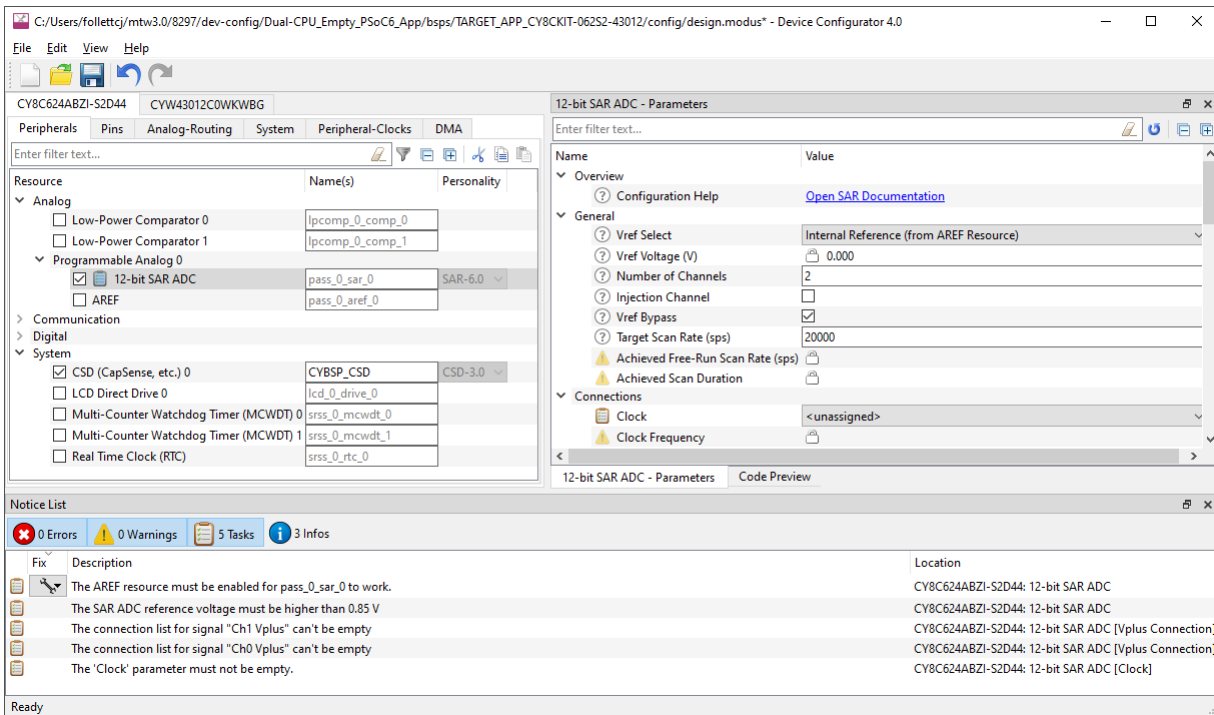 C:/Users/follettcj/mtw3.0/8297/dev-config/Dual-CPU_Empty_PSoC6_App/bsps/TARGET_APP_CY8CKIT-062S2-43012/config/design.modus* - Device Configurator 4.0
File Edit View Help
CY8C624ABZI-S2D44 CYW43012C0WKWBG
Peripherals Pins Analog-Routing System Peripheral-Clocks DMA
Enter filter text...
Resource Name(s) Personality
Analog
Low-Power Comparator 0 lpcomp_0_comp_0
Low-Power Comparator 1 lpcomp_0_comp_1
Programmable Analog 0
12-bit SAR ADC pass_0_sar_0 SAR-6.0
AREF pass_0_aref_0
Communication
Digital
System
CSD (CapSense, etc.) 0 CYBSP_CSD CSD-3.0
LCD Direct Drive 0 lcd_0_drive_0
Multi-Counter Watchdog Timer (MCWDT) 0 srss_0_mcwdt_0
Multi-Counter Watchdog Timer (MCWDT) 1 srss_0_mcwdt_1
Real Time Clock (RTC) srss_0_rtc_0
12-bit SAR ADC - Parameters
Enter filter text...
Name Value
Overview
Configuration Help Open SAR Documentation
General
Vref Select Internal Reference (from AREF Resource)
Vref Voltage (V) 0.000
Number of Channels 2
Injection Channel
Vref Bypass
Target Scan Rate (sps) 20000
Achieved Free-Run Scan Rate (sps)
Achieved Scan Duration
Connections
Clock <unassigned>
Clock Frequency
12-bit SAR ADC - Parameters Code Preview
Notice List
0 Errors 0 Warnings 5 Tasks 3 Infos
Fix Description Location
The AREF resource must be enabled for pass_0_sar_0 to work. CY8C624ABZI-S2D44: 12-bit SAR ADC
The SAR ADC reference voltage must be higher than 0.85 V CY8C624ABZI-S2D44: 12-bit SAR ADC
The connection list for signal "Ch1 Vplus" can't be empty CY8C624ABZI-S2D44: 12-bit SAR ADC [Vplus Connection]
The connection list for signal "Ch0 Vplus" can't be empty CY8C624ABZI-S2D44: 12-bit SAR ADC [Vplus Connection]
The 'Clock' parameter must not be empty. CY8C624ABZI-S2D44: 12-bit SAR ADC [Clock]
Ready